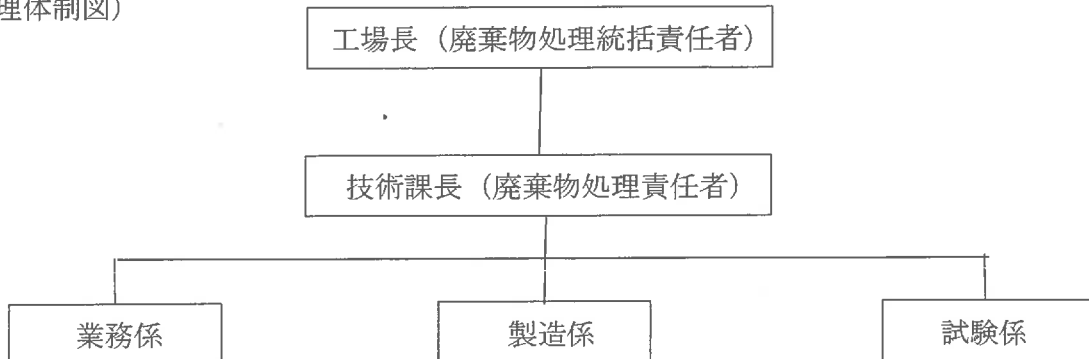 理体制図）
工場長（廃棄物処理統括責任者）
技術課長（廃棄物処理責任者）
業務係
製造係
試験係